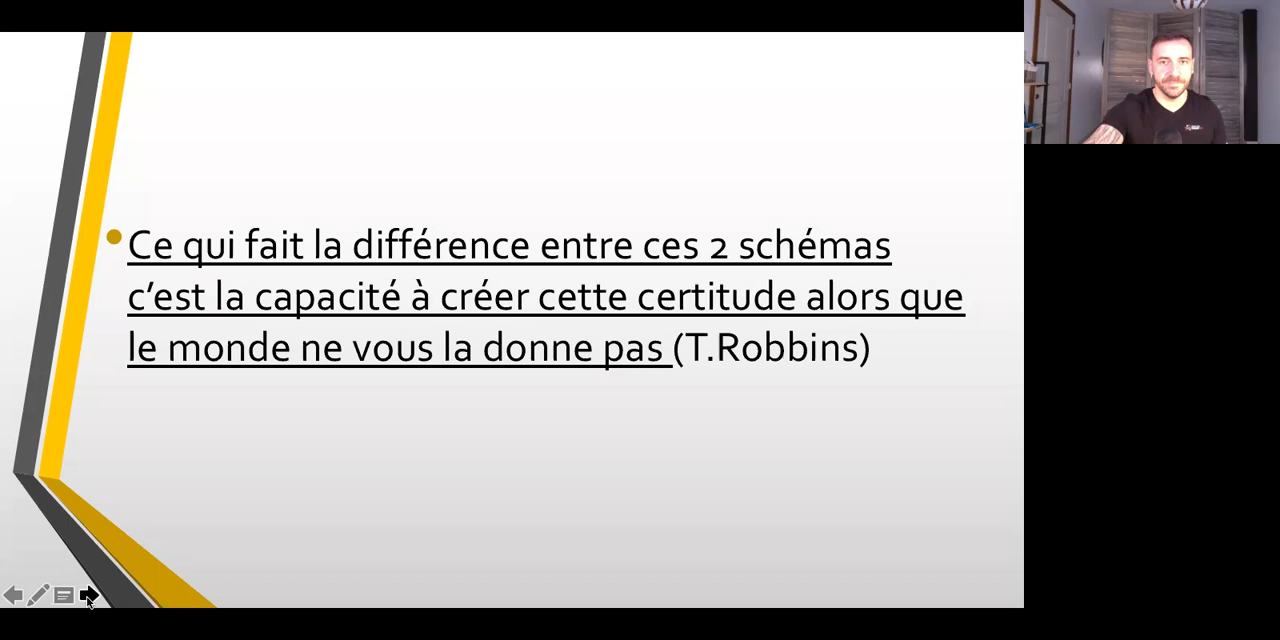 Ce qui fait la différence entre ces 2 schémas
c’est la capacité à créer cette certitude alors que
le monde ne vous la donne pas (T.Robbins)